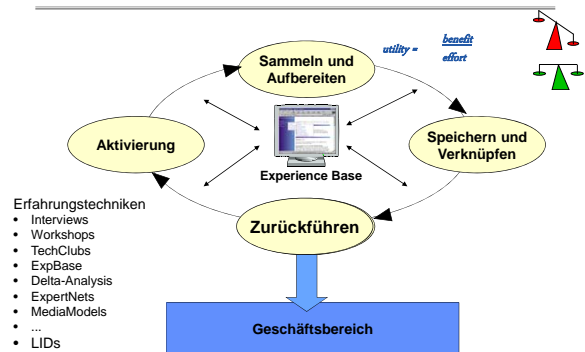 utility =
benefit
effort
Sammeln und
Aufbereiten
Aktivierung
Speichern und
Verknüpfen
Experience Base
Zurückführen
Erfahrungstechniken
• Interviews
• Workshops
• TechClubs
• ExpBase
• Delta-Analysis
• ExpertNets
• MediaModels
• ...
• LIDs
Geschäftsbereich